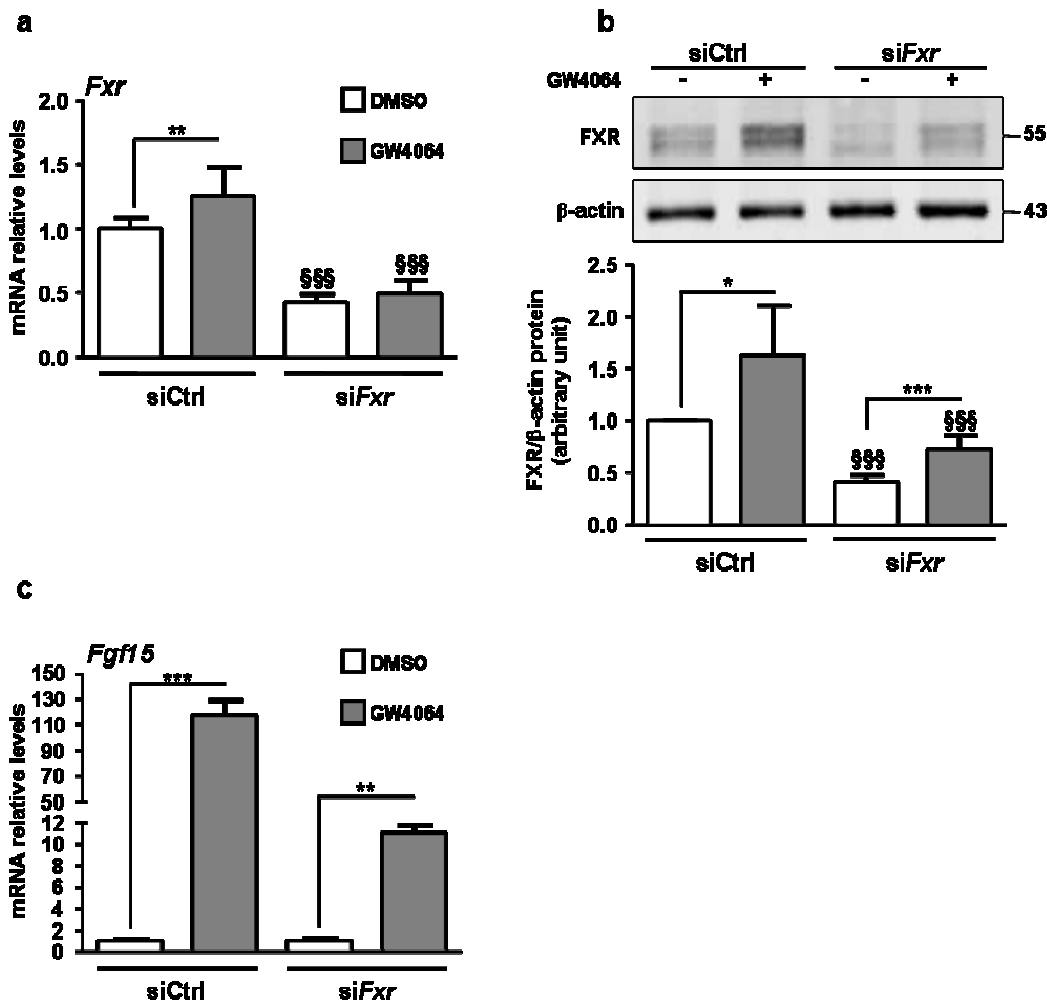 a
Fxr
2.0
1.5
1.0
0.5
0.0
mRNA relative levels
**
§§§
§§§
DMSO
GW4064
siCtrl
siFxr
b
siCtrl
siFxr
GW4064
-
+
-
+
FXR
55
β-actin
43
2.5
2.0
1.5
1.0
0.5
0.0
FXR/β-actin protein
(arbitrary unit)
*
***
§§§
§§§
siCtrl
siFxr
c
Fgf15
150
130
110
90
70
50
12
10
8
6
4
2
0
mRNA relative levels
***
**
DMSO
GW4064
siCtrl
siFxr